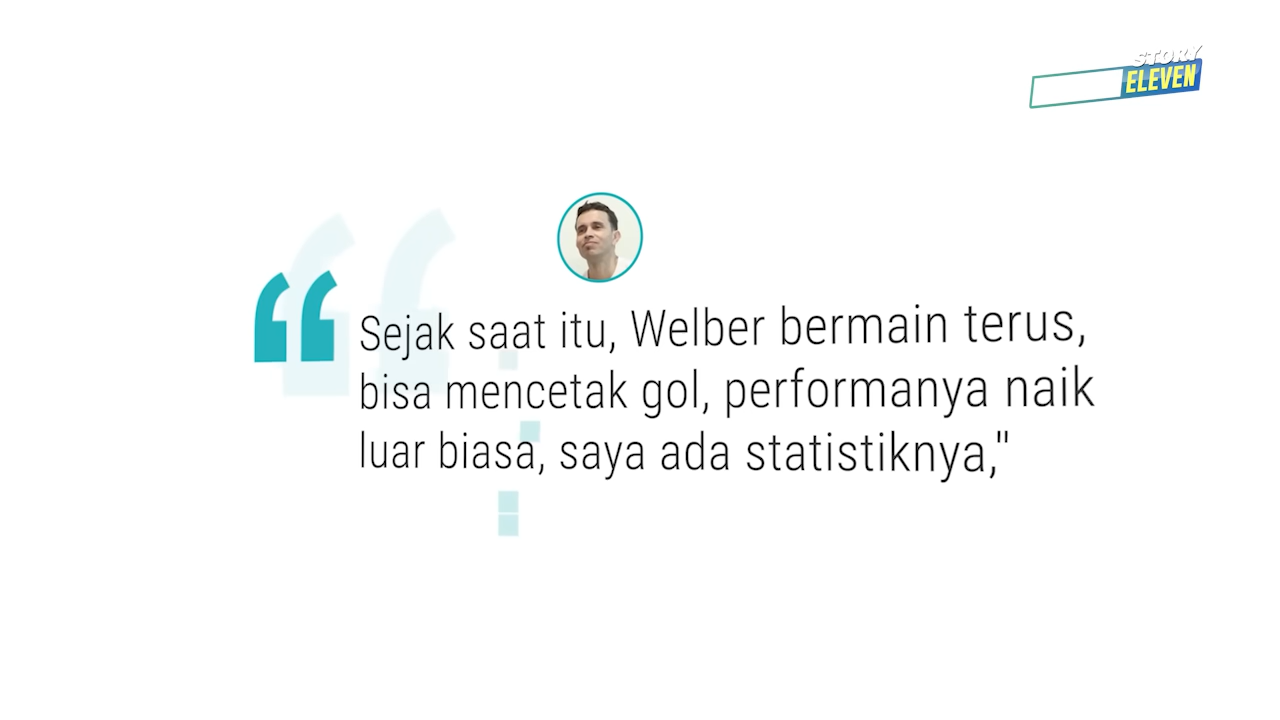 STORY
ELEVEN
Sejak saat itu, Welber bermain terus,
bisa mencetak gol, performanya naik
luar biasa, saya ada statistiknya,"